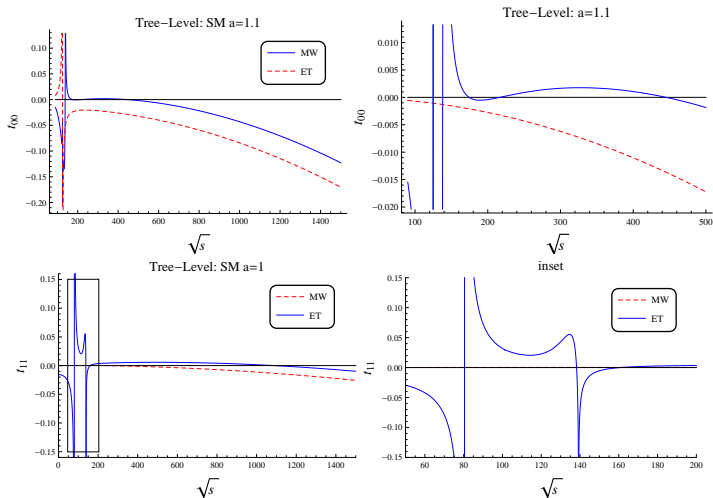 Tree-Level: SM a=1.1
0.10
0.05
0.00
-0.05
-0.10
-0.15
-0.20
t00
MW
ET
200 400 600 800 1000 1200 1400
√s
Tree-Level: a=1.1
0.010
0.005
0.000
-0.005
-0.010
-0.015
-0.020
t00
100 200 300 400 500
√s
Tree-Level: SM a=1
0.15
0.10
0.05
0.00
-0.05
-0.10
-0.15
t11
MW
ET
0 200 400 600 800 1000 1200 1400
√s
inset
0.15
0.10
0.05
0.00
-0.05
-0.10
-0.15
t11
MW
ET
60 80 100 120 140 160 180 200
√s